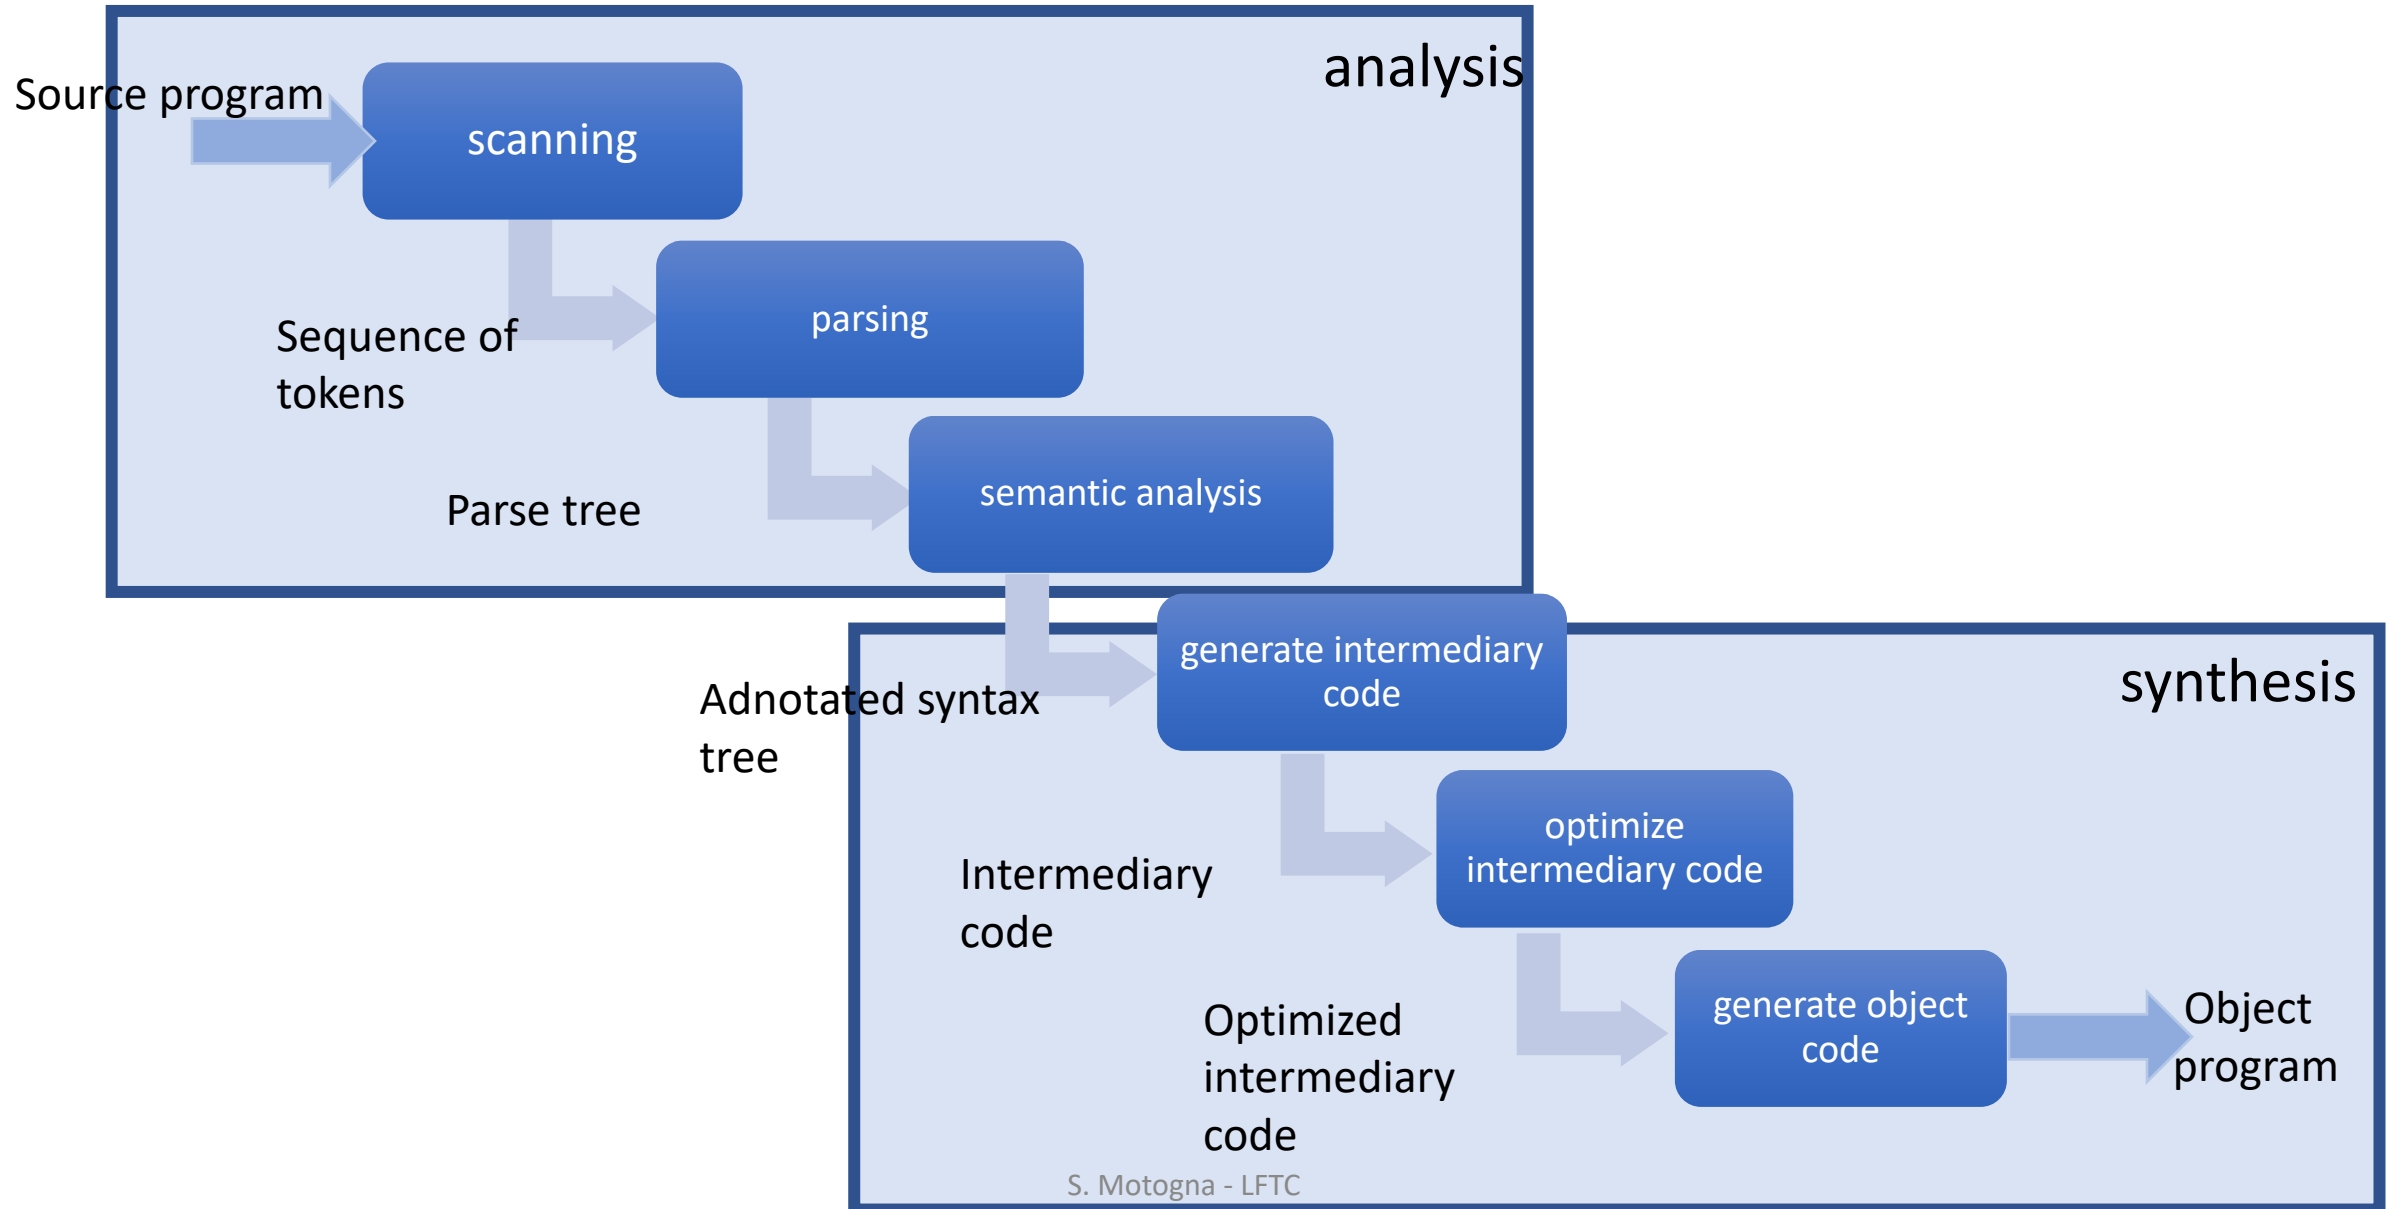 analysis
Source program
scanning
Sequence of
tokens
parsing
Parse tree
semantic analysis
Adnotated syntax
tree
generate intermediary
code
synthesis
Intermediary
code
optimize
intermediary code
Optimized
intermediary
code
generate object
code
Object
program
S. Motogna - LFTC